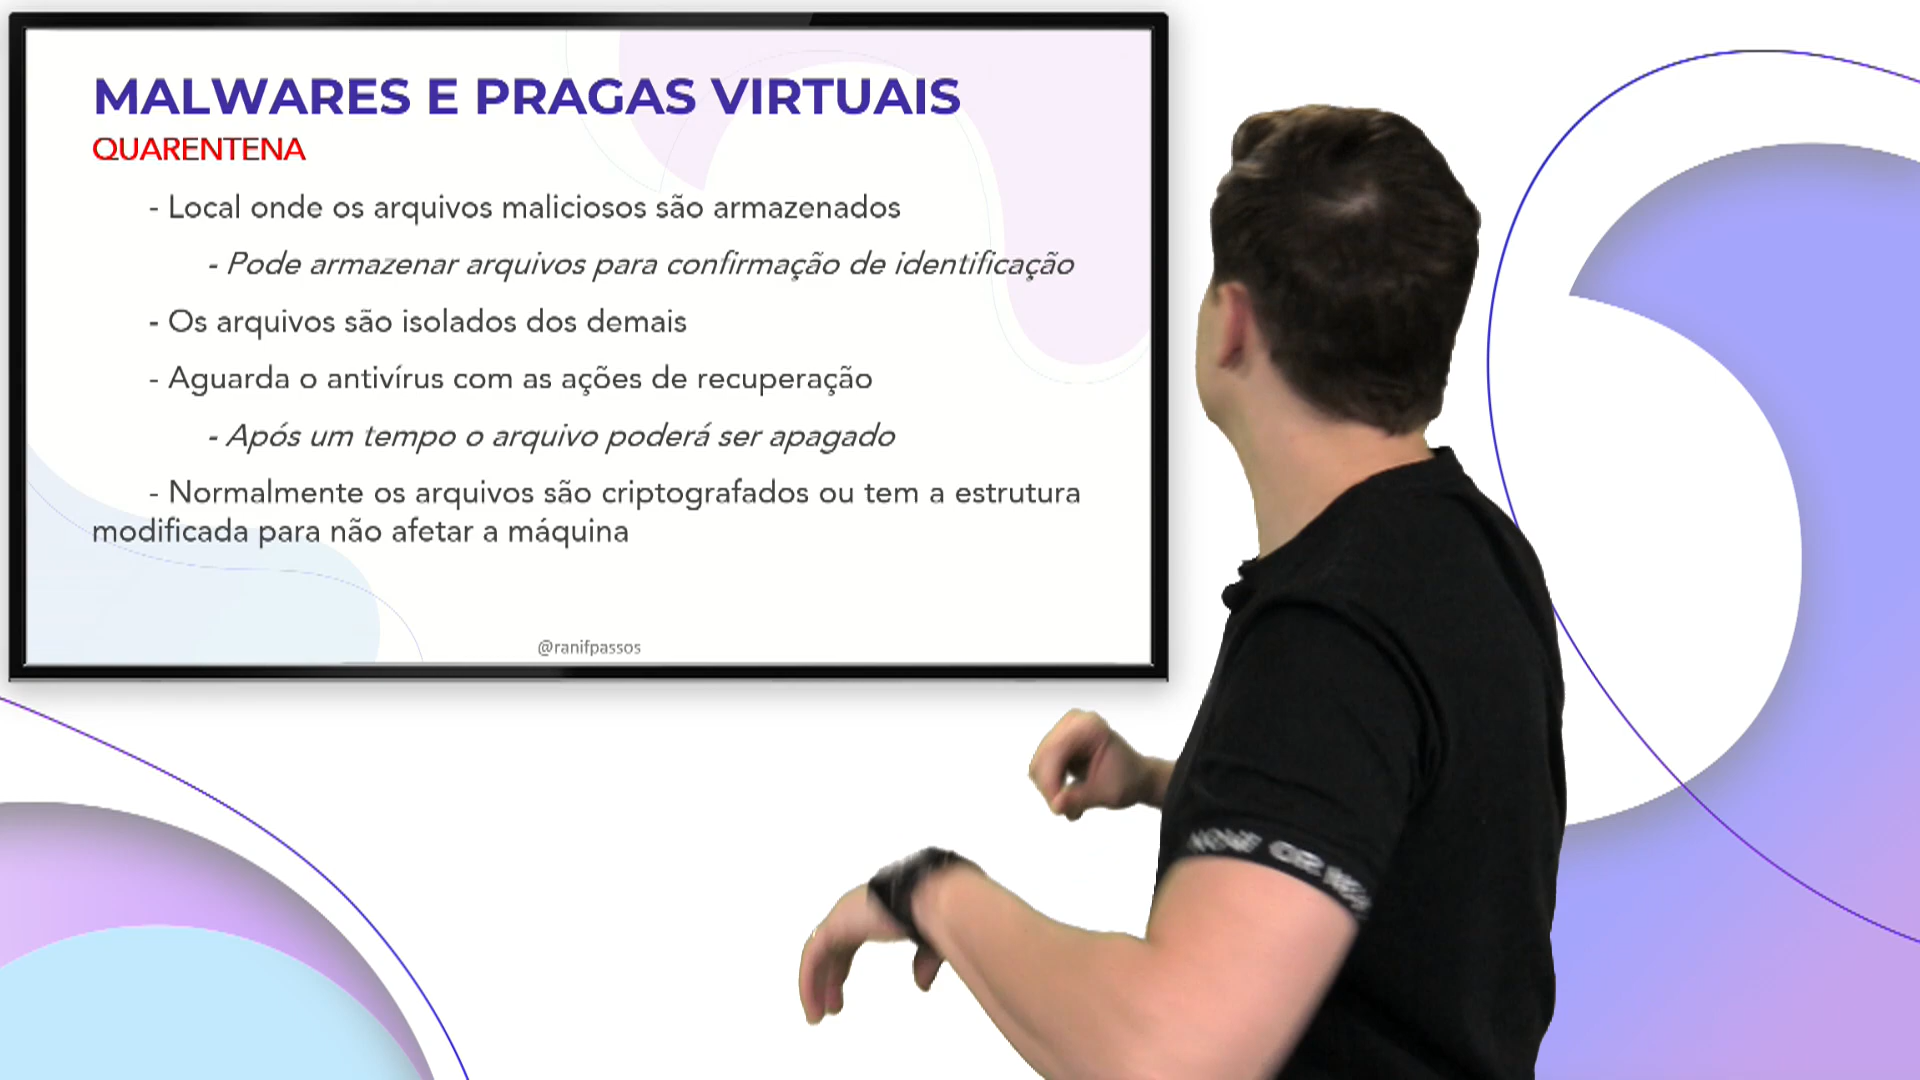 MALWARES E PRAGAS VIRTUAIS
QUARENTENA
- Local onde os arquivos maliciosos são armazenados
- Pode armazenar arquivos para confirmação de identificação
- Os arquivos são isolados dos demais
- Aguarda o antivírus com as ações de recuperação
- Após um tempo o arquivo poderá ser apagado
- Normalmente os arquivos são criptografados ou tem a estrutura
modificada para não afetar a máquina
@ranifpassos